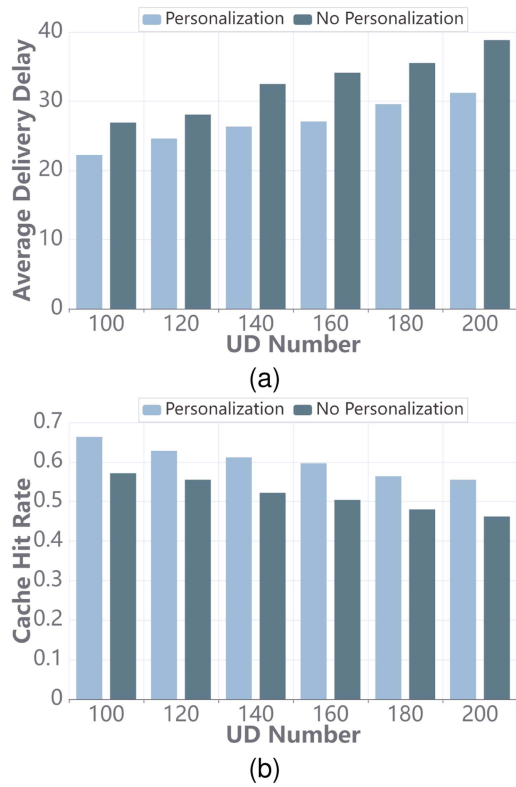 Personalization No Personalization
40
30
20
10
0
Average Delivery Delay
100 120 140 160 180 200
UD Number
(a)
Personalization No Personalization
0.7
0.6
0.5
0.4
0.3
0.2
0.1
0
Cache Hit Rate
100 120 140 160 180 200
UD Number
(b)